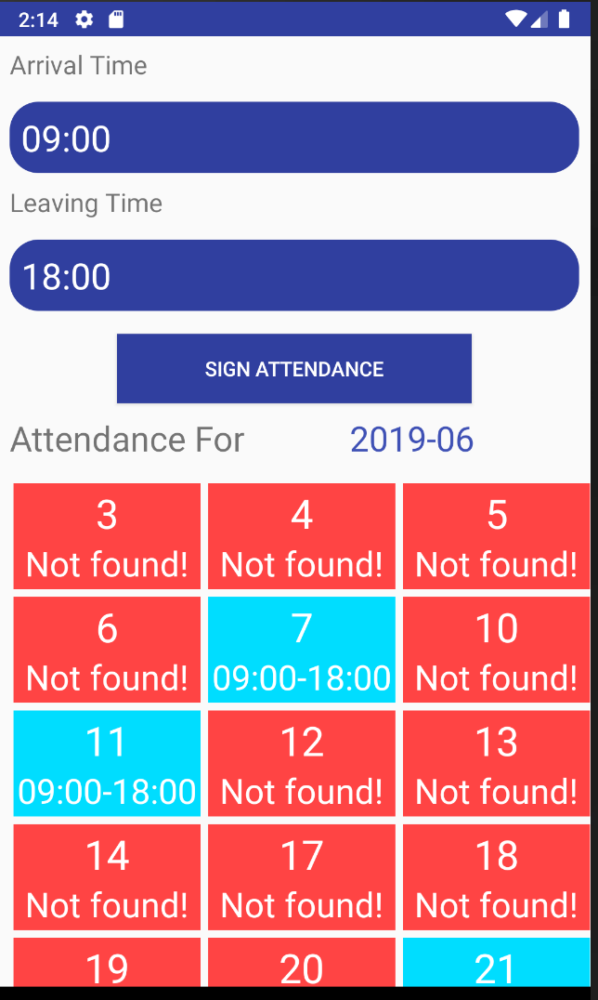 2:14
Arrival Time
09:00
Leaving Time
18:00
SIGN ATTENDANCE
Attendance For 2019-06
3 4 5
Not found! Not found! Not found!
6 7 10
Not found! 09:00-18:00 Not found!
11 12 13
09:00-18:00 Not found! Not found!
14 17 18
Not found! Not found! Not found!
19 20 21